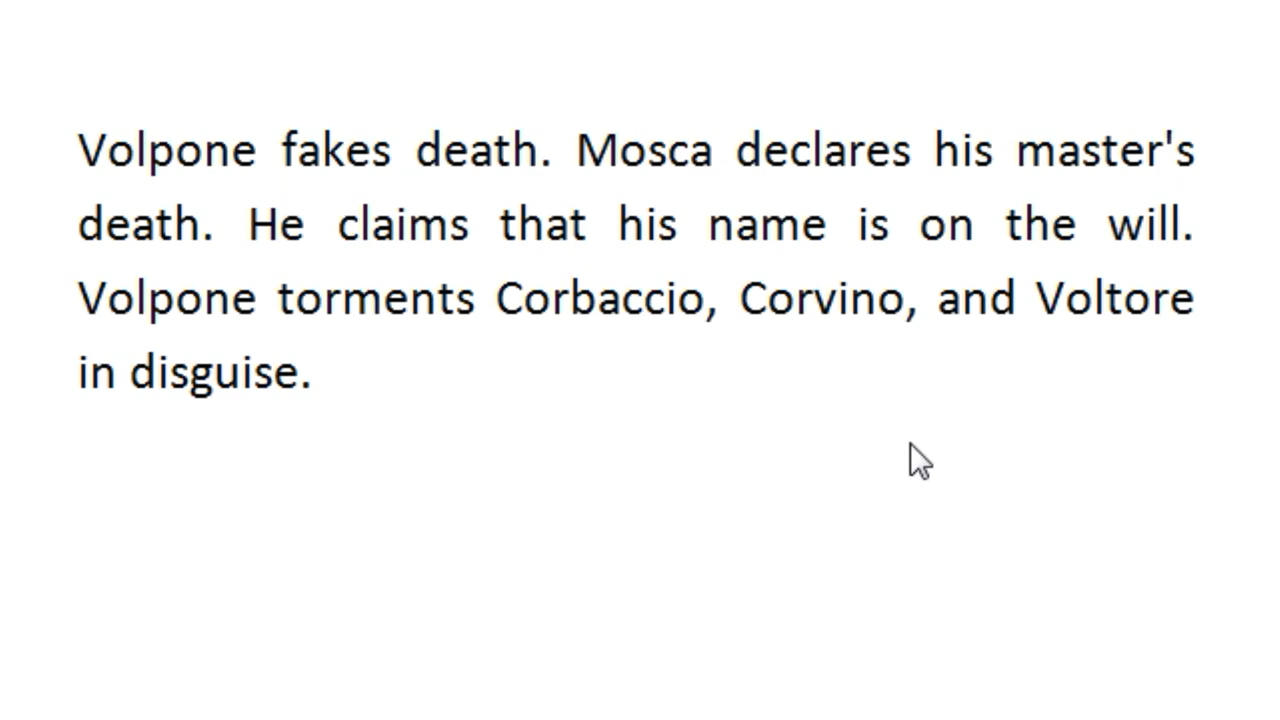 Volpone fakes death. Mosca declares his master's
death. He claims that his name is on the will.
Volpone torments Corbaccio, Corvino, and Voltore
in disguise.